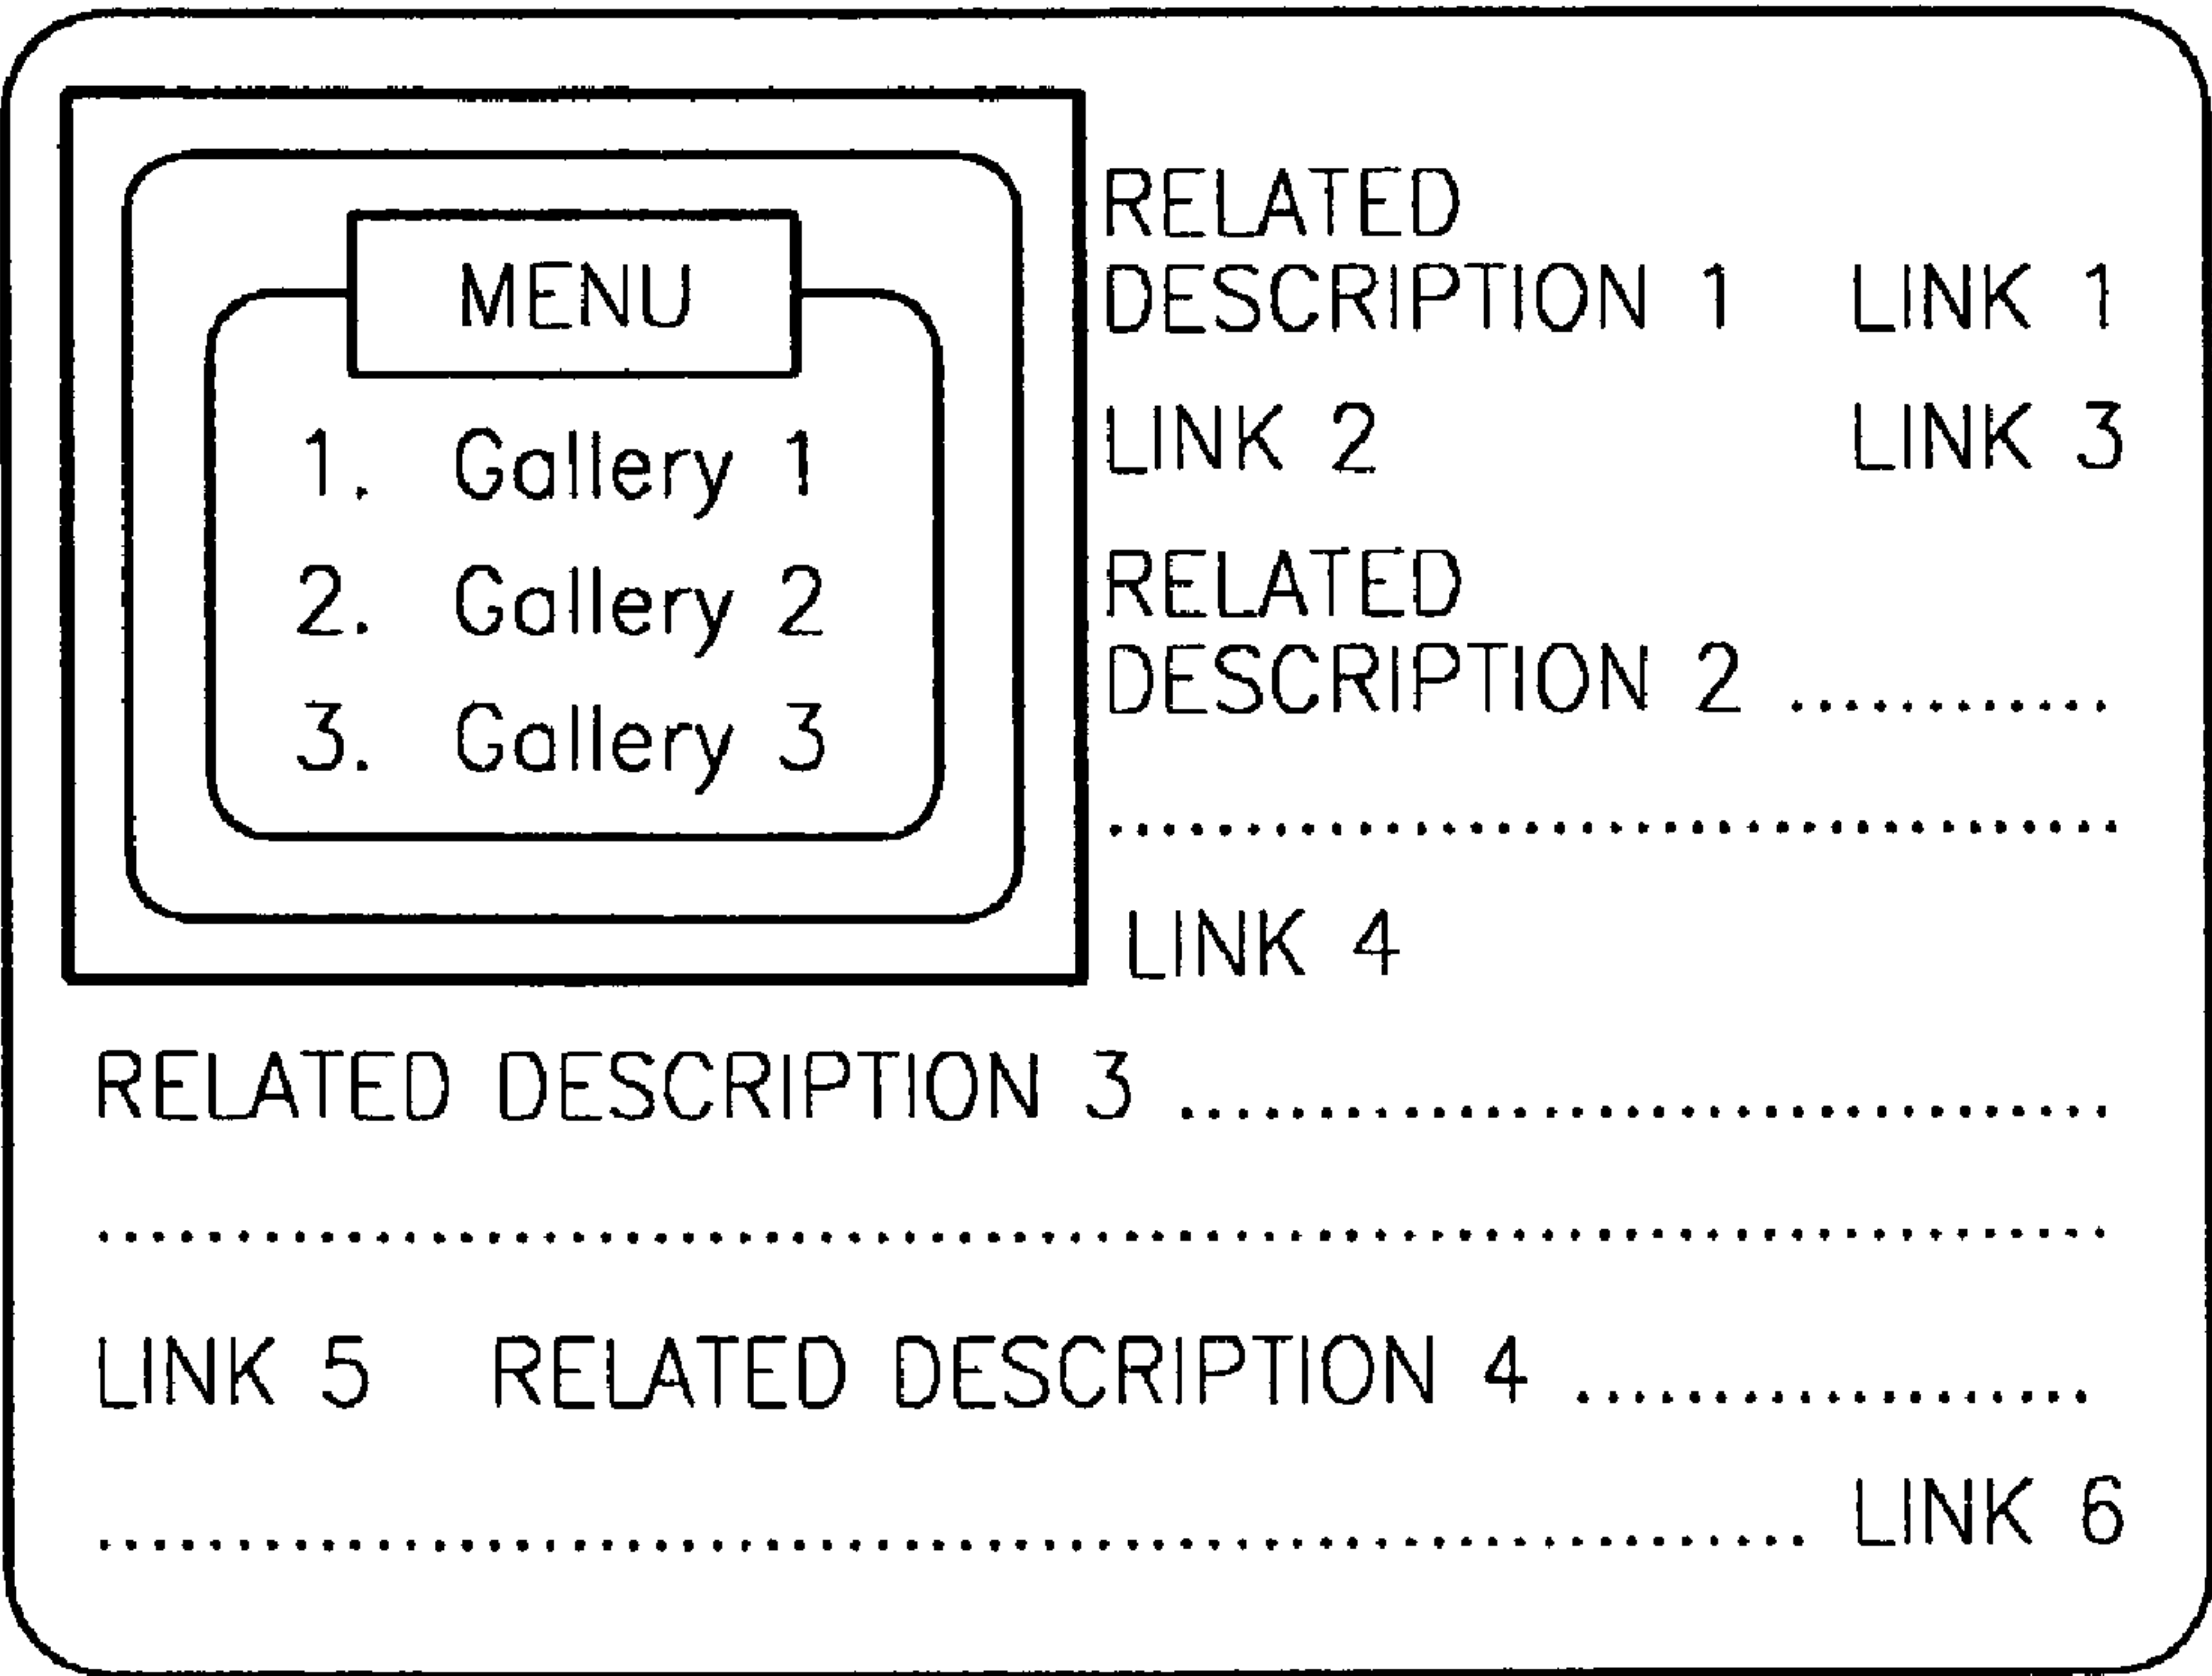 MENU
1. Gallery 1
2. Gallery 2
3. Gallery 3
RELATED
DESCRIPTION 1 LINK 1
LINK 2 LINK 3
RELATED
DESCRIPTION 2 ............
.....................................
LINK 4
RELATED DESCRIPTION 3 ..................................
.........................................................................
LINK 5 RELATED DESCRIPTION 4 ...................
.............................................................. LINK 6